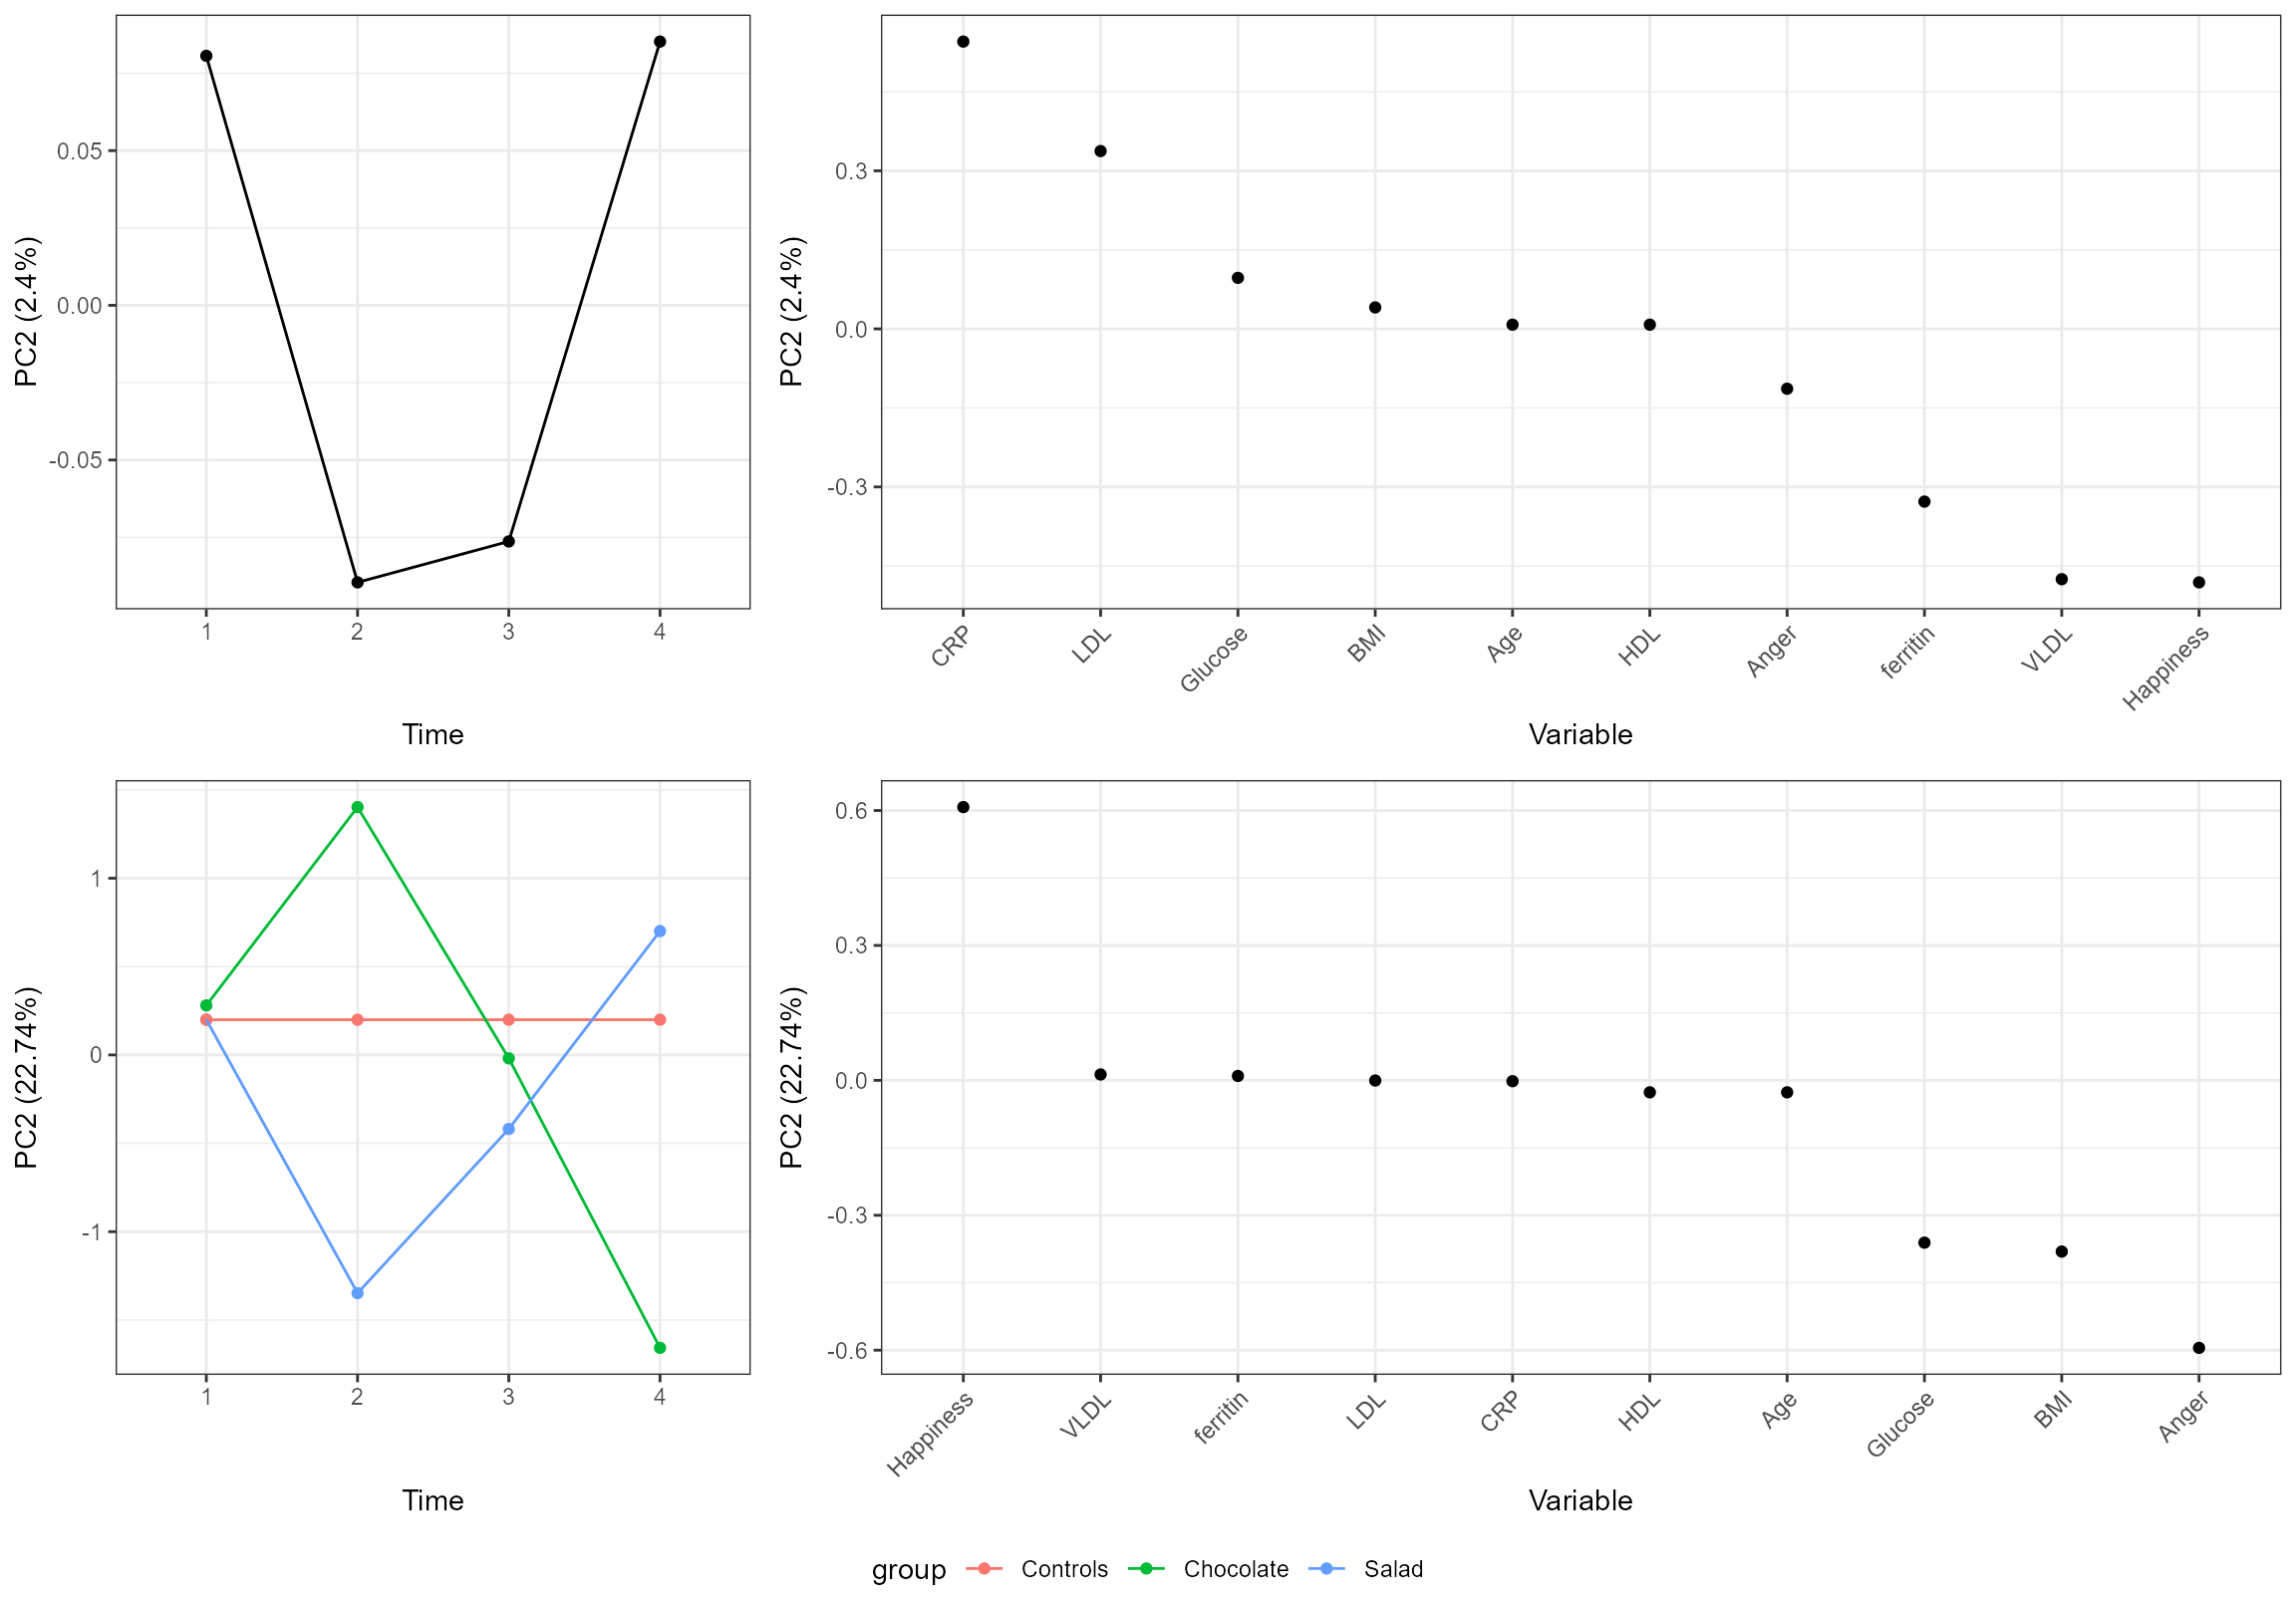 PC2 (2.4%)
0.05
0.00
-0.05
1 2 3 4
Time
PC2 (2.4%)
0.3
0.0
-0.3
CRP LDL Glucose BMI Age HDL Anger ferritin VLDL Happiness
Variable
PC2 (22.74%)
1
0
-1
1 2 3 4
Time
PC2 (22.74%)
0.6
0.3
0.0
-0.3
-0.6
Happiness VLDL ferritin LDL CRP HDL Age Glucose BMI Anger
Variable
group Controls Chocolate Salad